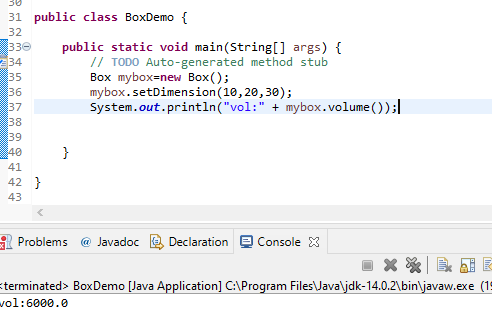 30
31 public class BoxDemo {
32
33 public static void main(String[] args) {
34 // TODO Auto-generated method stub
35 Box mybox=new Box();
36 mybox.setDimension(10,20,30);
37 System.out.println("vol:" + mybox.volume());
38
39
40 }
41
42 }
43
Problems @ Javadoc Declaration Console
<terminated> BoxDemo [Java Application] C:\Program Files\Java\jdk-14.0.2\bin\javaw.exe (19
vol:6000.0